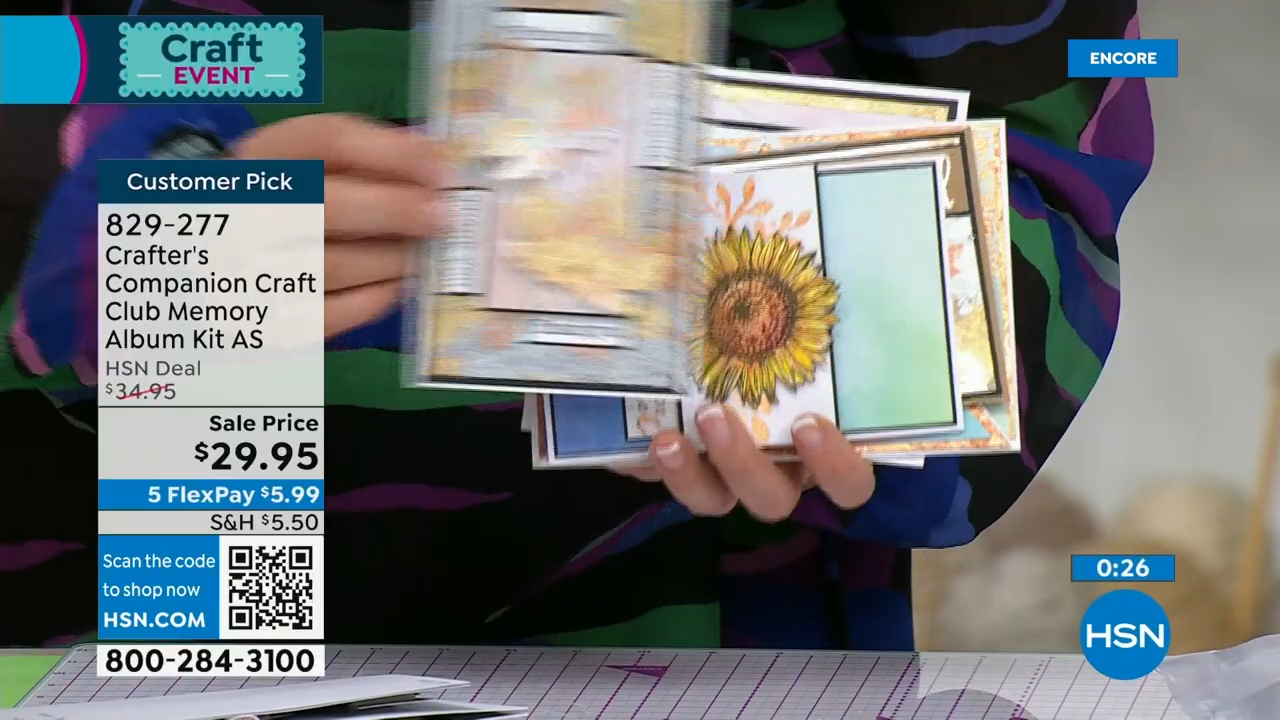 Craft
EVENT
ENCORE
Customer Pick
829-277
Crafter's
Companion Craft
Club Memory
Album Kit AS
HSN Deal
$34.95
Sale Price
$29.95
5 FlexPay $5.99
S&H $5.50
Scan the code
to shop now
HSN.COM
800-284-3100
0:26
HSN